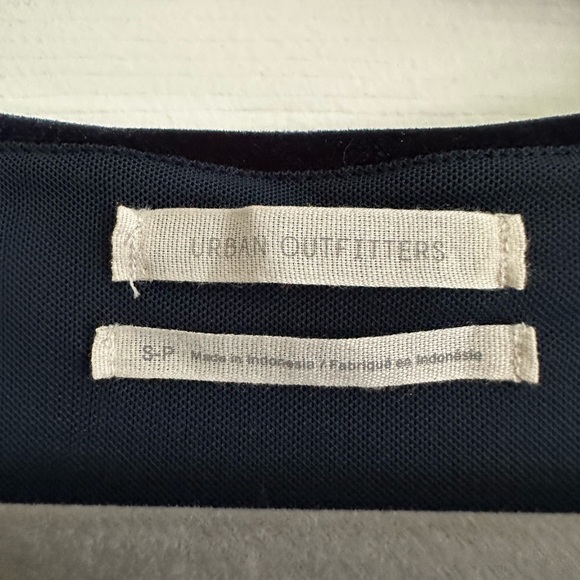 URBAN OUTFITTERS
S-P Made in Indonesia / Fabriqué en Indonésie